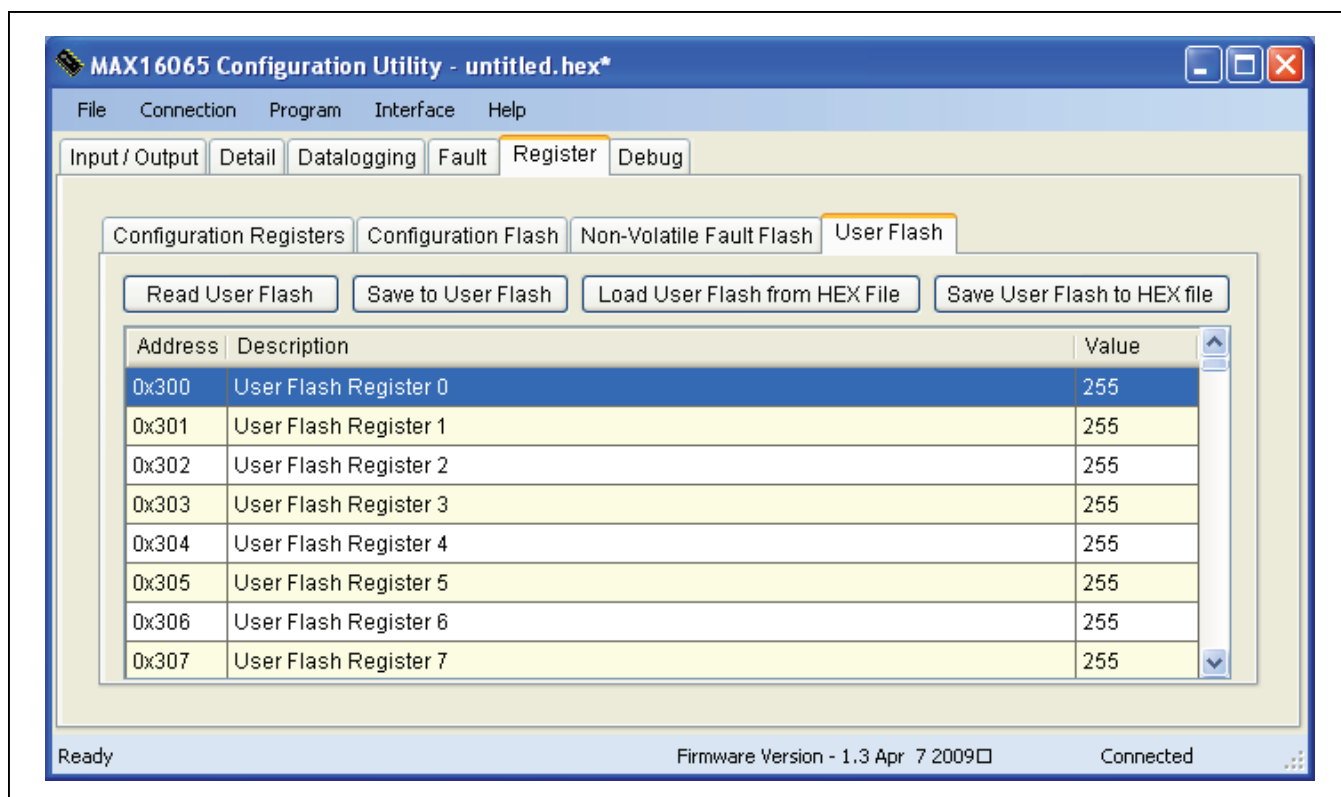 MAX16065 Configuration Utility - untitled.hex*
File Connection Program Interface Help
Input / Output Detail Datalogging Fault Register Debug
Configuration Registers Configuration Flash Non-Volatile Fault Flash User Flash
Read User Flash Save to User Flash Load User Flash from HEX File Save User Flash to HEX file
Address Description Value
0x300 User Flash Register 0 255
0x301 User Flash Register 1 255
0x302 User Flash Register 2 255
0x303 User Flash Register 3 255
0x304 User Flash Register 4 255
0x305 User Flash Register 5 255
0x306 User Flash Register 6 255
0x307 User Flash Register 7 255
Ready Firmware Version - 1.3 Apr 7 2009□ Connected